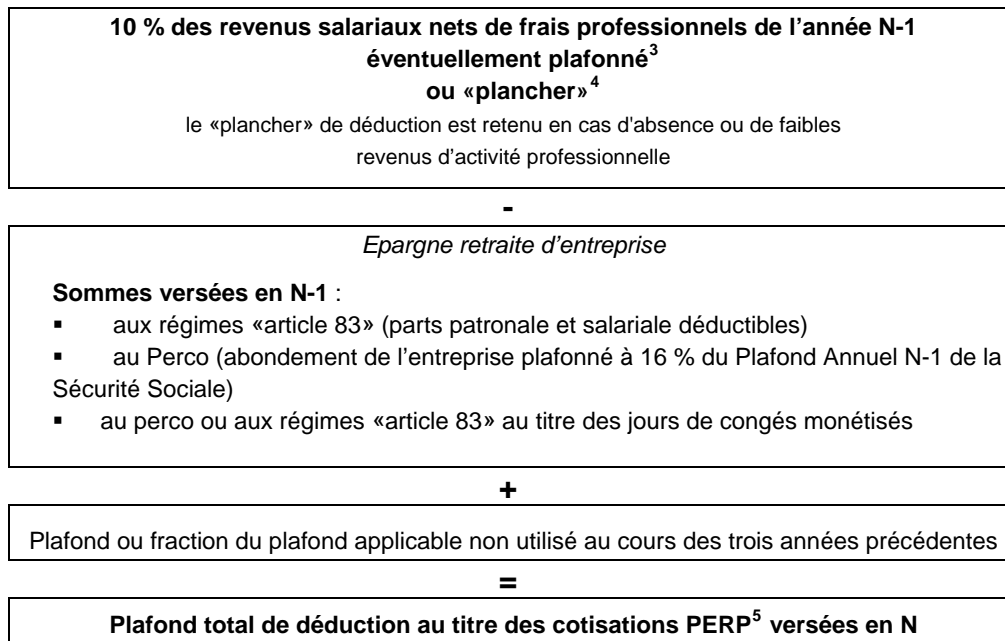 10 % des revenus salariaux nets de frais professionnels de l’année N-1
éventuellement plafonné³
ou «plancher»⁴
le «plancher» de déduction est retenu en cas d'absence ou de faibles
revenus d’activité professionnelle
-
Epargne retraite d’entreprise
Sommes versées en N-1 :
▪ aux régimes «article 83» (parts patronale et salariale déductibles)
▪ au Perco (abondement de l’entreprise plafonné à 16 % du Plafond Annuel N-1 de la
Sécurité Sociale)
▪ au perco ou aux régimes «article 83» au titre des jours de congés monétisés
+
Plafond ou fraction du plafond applicable non utilisé au cours des trois années précédentes
=
Plafond total de déduction au titre des cotisations PERP⁵ versées en N